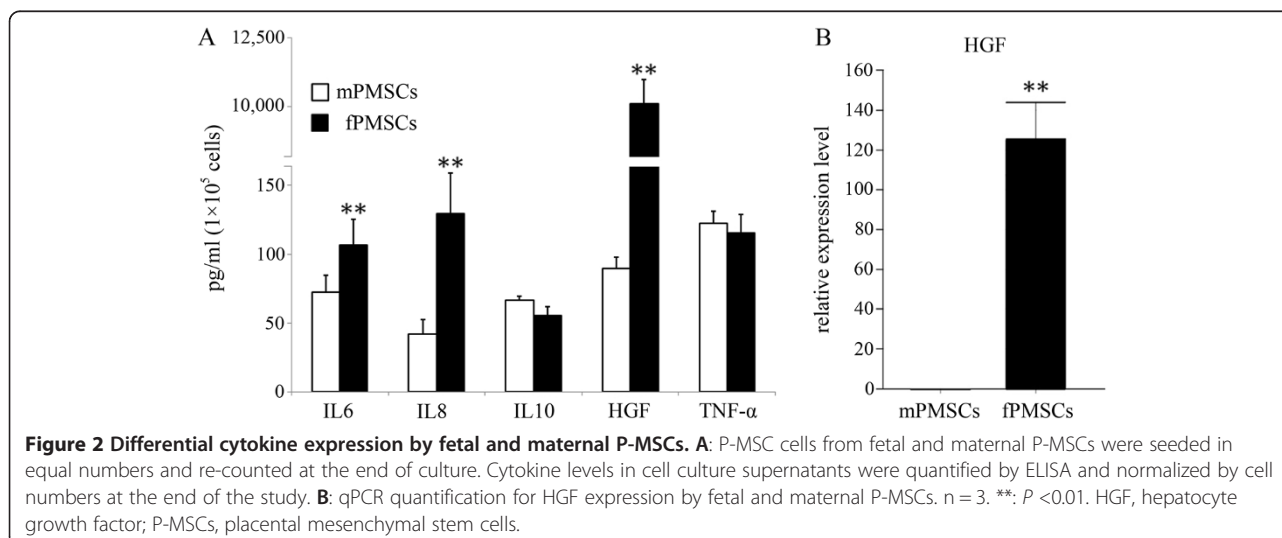 A
12,500
10,000
150
100
50
0
pg/ml (1×10⁵ cells)
mPMSCs
fPMSCs
**
**
**
IL6 IL8 IL10 HGF TNF-α
B
HGF
**
160
140
120
100
80
60
40
20
0
relative expression level
mPMSCs fPMSCs
Figure 2 Differential cytokine expression by fetal and maternal P-MSCs. A: P-MSC cells from fetal and maternal P-MSCs were seeded in
equal numbers and re-counted at the end of culture. Cytokine levels in cell culture supernatants were quantified by ELISA and normalized by cell
numbers at the end of the study. B: qPCR quantification for HGF expression by fetal and maternal P-MSCs. n = 3. **: P <0.01. HGF, hepatocyte
growth factor; P-MSCs, placental mesenchymal stem cells.